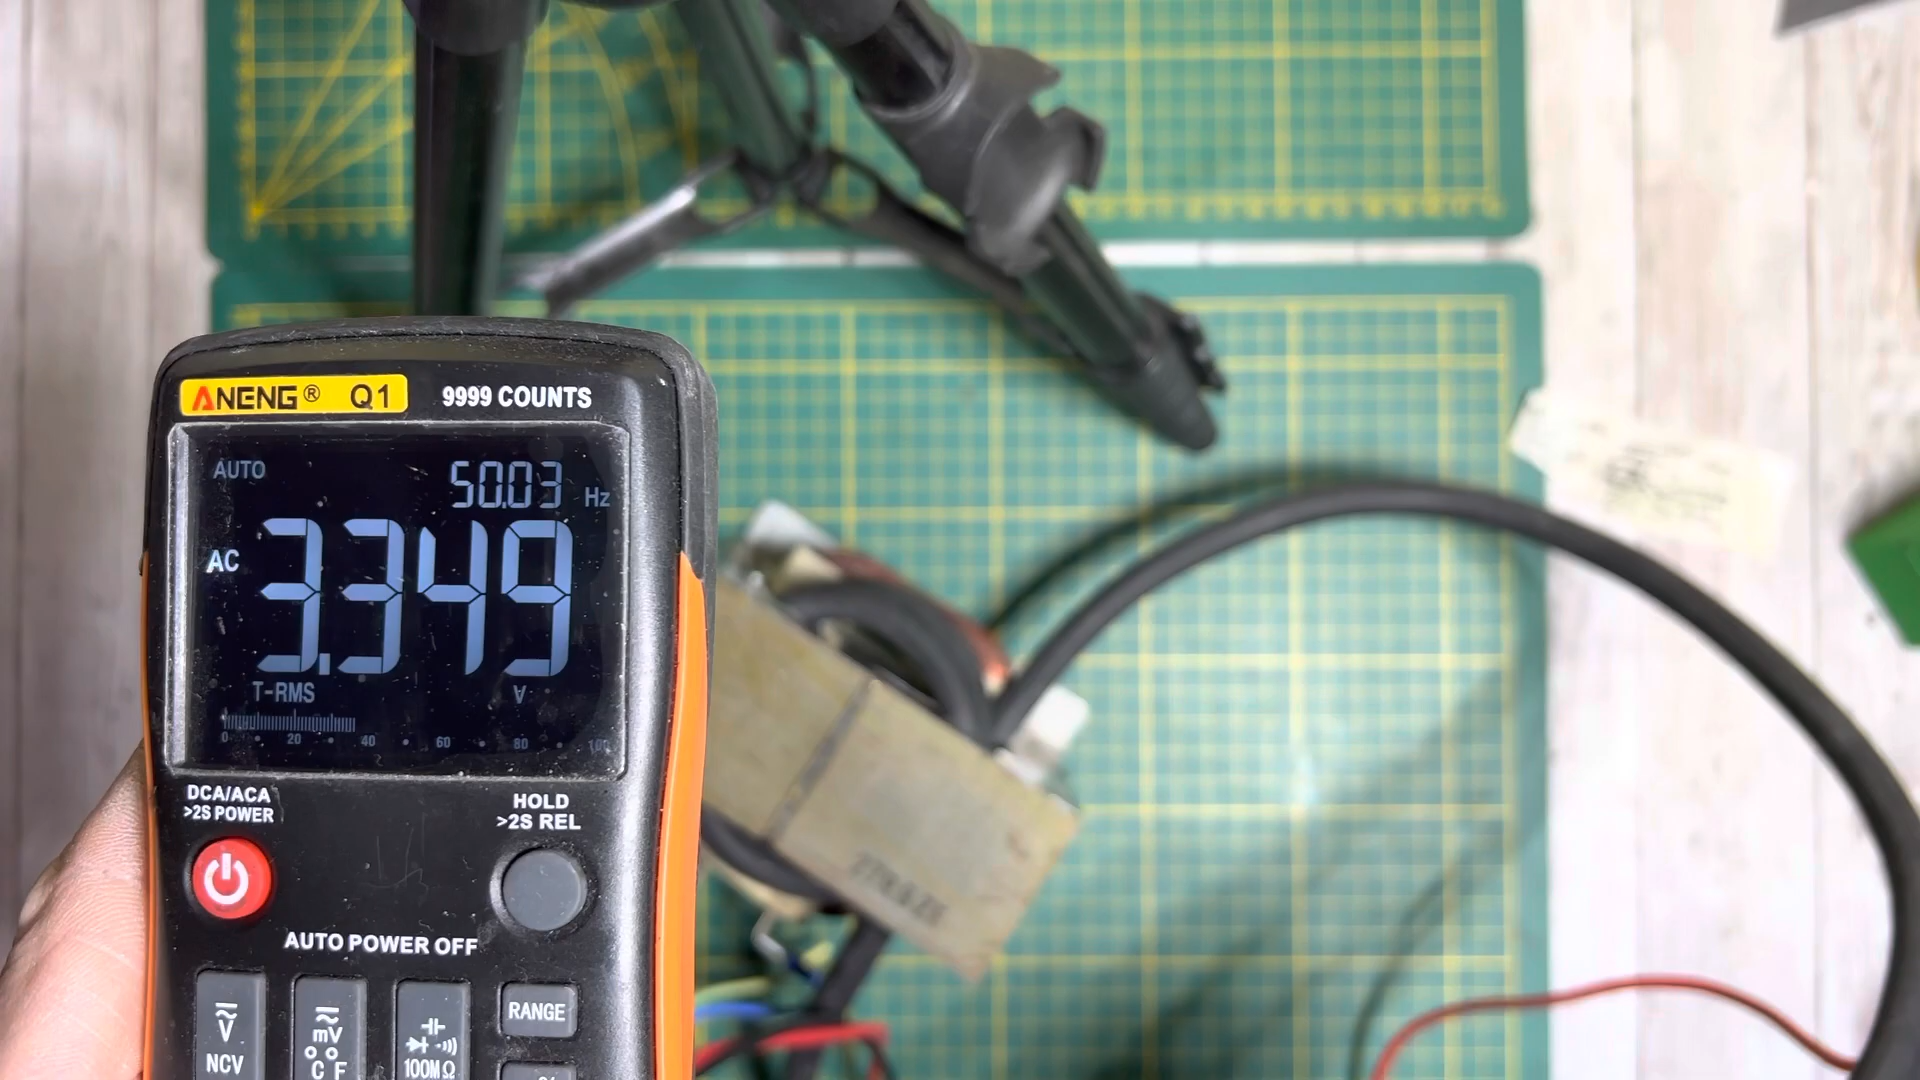 ANENG® Q1 9999 COUNTS
AUTO 50.03 Hz
AC 3.349
T-RMS V
0 20 40 60 80 100
DCA/ACA
>2S POWER
HOLD
>2S REL
AUTO POWER OFF
V
NCV
mV
°C °F
100MΩ
RANGE